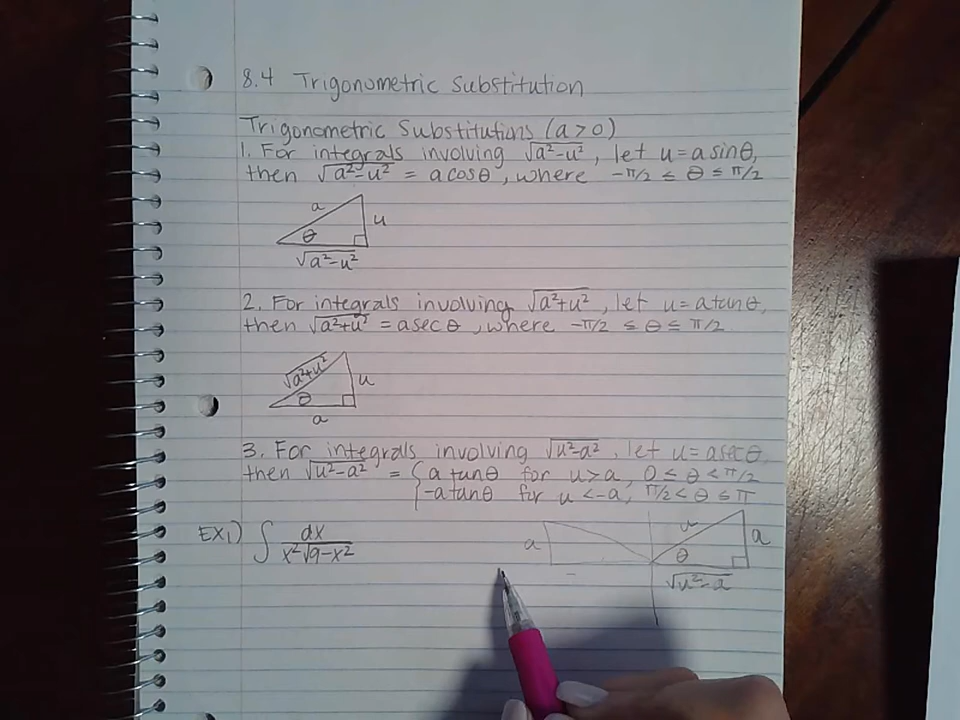 8.4 Trigonometric Substitution
Trigonometric Substitutions (a>0)
1. For integrals involving √a²-u², let u=a sinθ,
then √a²-u² = a cosθ, where -π/2 ≤ θ ≤ π/2
a
u
θ
√a²-u²
2. For integrals involving √a²+u², let u=a tanθ,
then √a²+u² = a sec θ, where -π/2 ≤ θ ≤ π/2
√a²+u²
u
θ
a
3. For integrals involving √u²-a², let u=a secθ,
then √u²-a² = { a tanθ for u>a, 0 ≤ θ < π/2
-a tanθ for u<-a, π/2 < θ ≤ π
EX1) ∫ dx
x²√9-x²
a
u
a
θ
√u²-a